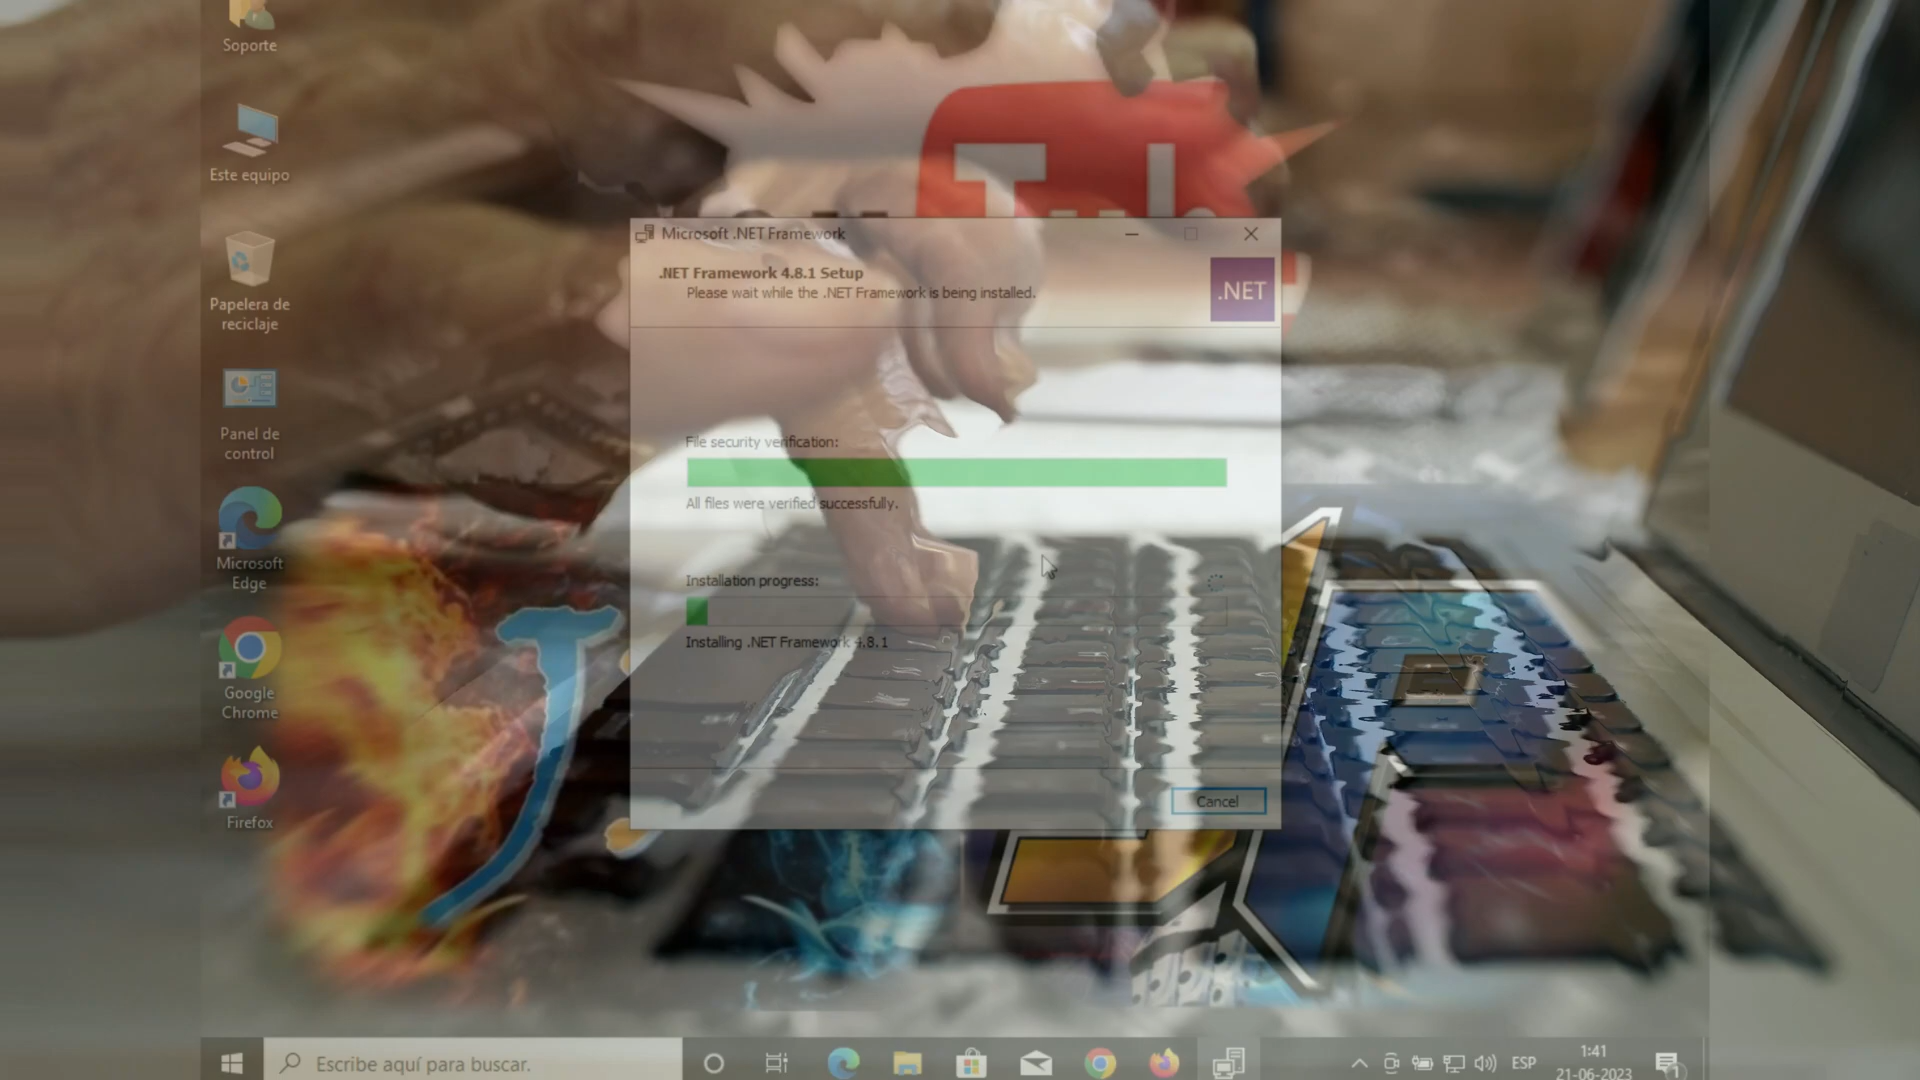 Soporte
Este equipo
Papelera de
reciclaje
Panel de
control
Microsoft
Edge
Google
Chrome
Firefox
Microsoft .NET Framework
.NET Framework 4.8.1 Setup
Please wait while the .NET Framework is being installed.
.NET
File security verification:
All files were verified successfully.
Installation progress:
Installing .NET Framework 4.8.1
Cancel
Escribe aquí para buscar.
ESP
1:41
21-06-2023
1